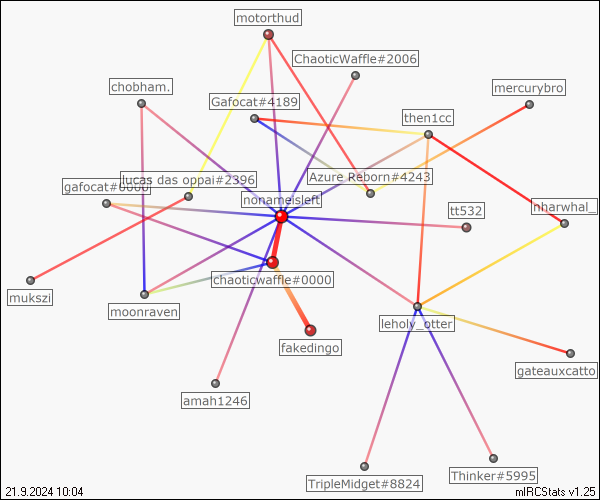 motorthud
ChaoticWaffle#2006
chobham.
mercurybro
Gafocat#4189
then1cc
Azure Reborn#4243
lucas das oppai#2396
gafocat#0000
nonameisleft
nharwhal_
tt532
chaoticwaffle#0000
mukszi
moonraven
leholy_otter
fakedingo
gateauxcatto
amah1246
TripleMidget#8824
Thinker#5995
21.9.2024 10:04
mIRCStats v1.25